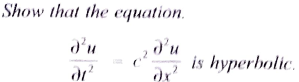 Show that the equation.
∂²u/∂t² = c² ∂²u/∂x² is hyperbolic.